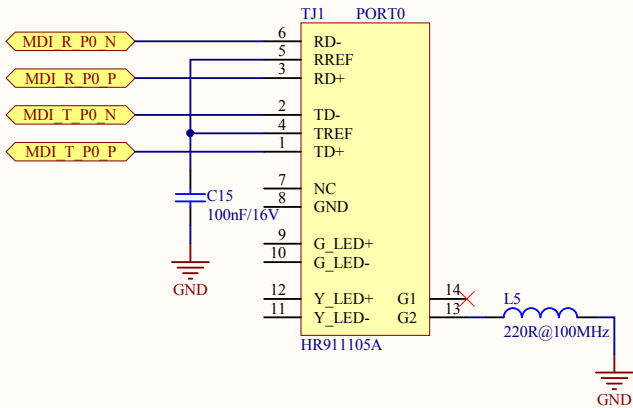 TJ1 PORT0
MDI_R_P0_N 6 RD-
5 RREF
MDI_R_P0_P 3 RD+
MDI_T_P0_N 2 TD-
4 TREF
MDI_T_P0_P 1 TD+
7 NC
C15
8 GND
100nF/16V
9 G_LED+
10 G_LED-
GND
12 Y_LED+ G1 14
L5
11 Y_LED- G2 13
220R@100MHz
HR911105A
GND